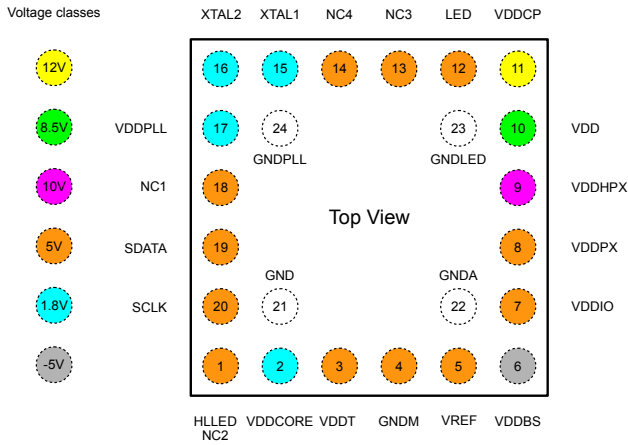 Voltage classes
XTAL2 XTAL1 NC4 NC3 LED VDDCP
12V 16 15 14 13 12 11
8.5V VDDPLL 17 24 23 10 VDD
GNDPLL GNDLED
10V NC1 18 9 VDDHPX
Top View
5V SDATA 19 8 VDDPX
GND GNDA
1.8V SCLK 20 21 22 7 VDDIO
-5V 1 2 3 4 5 6
HLLED VDDCORE VDDT GNDM VREF VDDBS
NC2